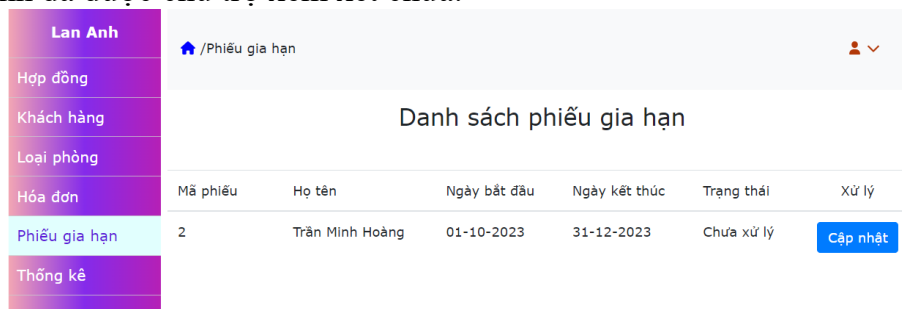 Lan Anh
/Phiếu gia hạn
Hợp đồng
Khách hàng
Loại phòng
Hóa đơn
Phiếu gia hạn
Thống kê
Danh sách phiếu gia hạn
Mã phiếu Họ tên Ngày bắt đầu Ngày kết thúc Trạng thái Xử lý
2 Trần Minh Hoàng 01-10-2023 31-12-2023 Chưa xử lý Cập nhật